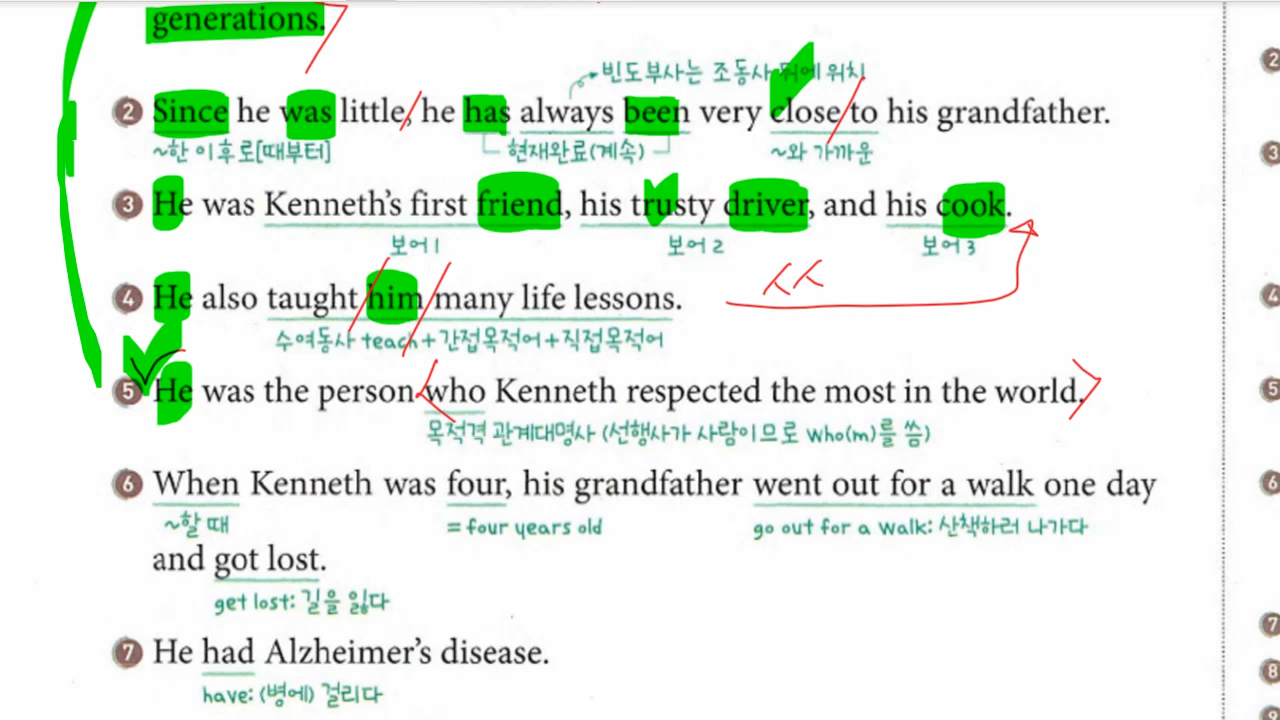 generations.
빈도부사는 조동사 뒤에 위치
2 Since he was little, he has always been very close to his grandfather.
~한 이후로[때부터] 현재완료(계속) ~와 가까운
3 He was Kenneth's first friend, his trusty driver, and his cook.
보어1 보어2 보어3
4 He also taught him many life lessons.
수여동사 teach+간접목적어+직접목적어
5 He was the person who Kenneth respected the most in the world.
목적격 관계대명사 (선행사가 사람이므로 who(m)를 씀)
6 When Kenneth was four, his grandfather went out for a walk one day
~할 때 = four years old go out for a walk: 산책하러 나가다
and got lost.
get lost: 길을 잃다
7 He had Alzheimer's disease.
have: (병에) 걸리다
2
3
4
5
6
7
8